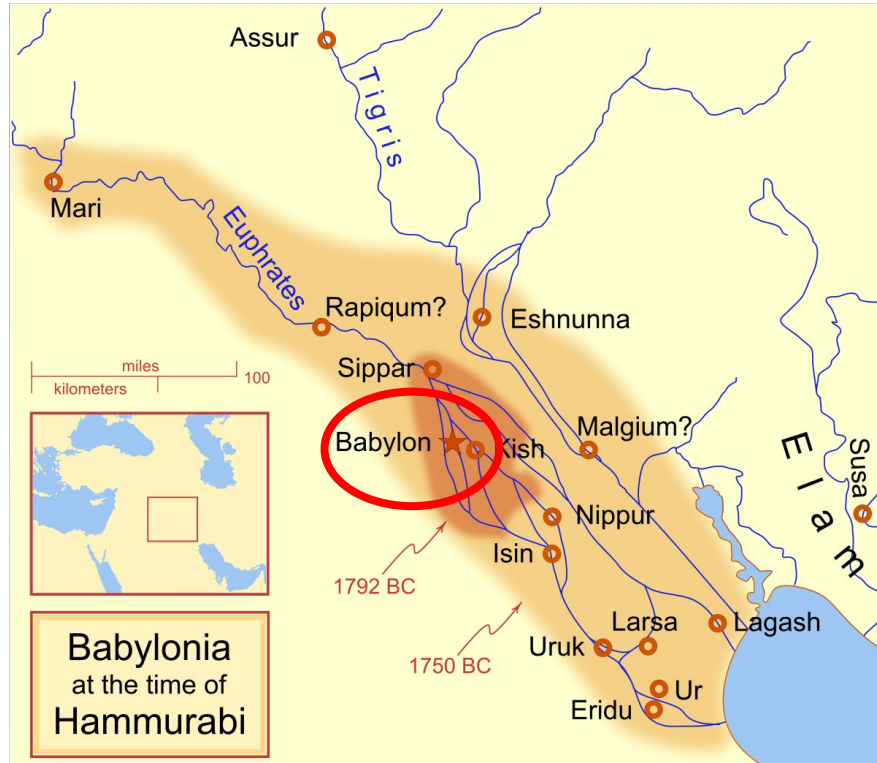 Assur
Tigris
Mari
Euphrates
Rapiqum?
Eshnunna
Sippar
miles
kilometers
100
Babylon
Kish
Malgium?
Elam
Susa
Nippur
Isin
1792 BC
1750 BC
Larsa
Lagash
Uruk
Ur
Eridu
Babylonia
at the time of
Hammurabi